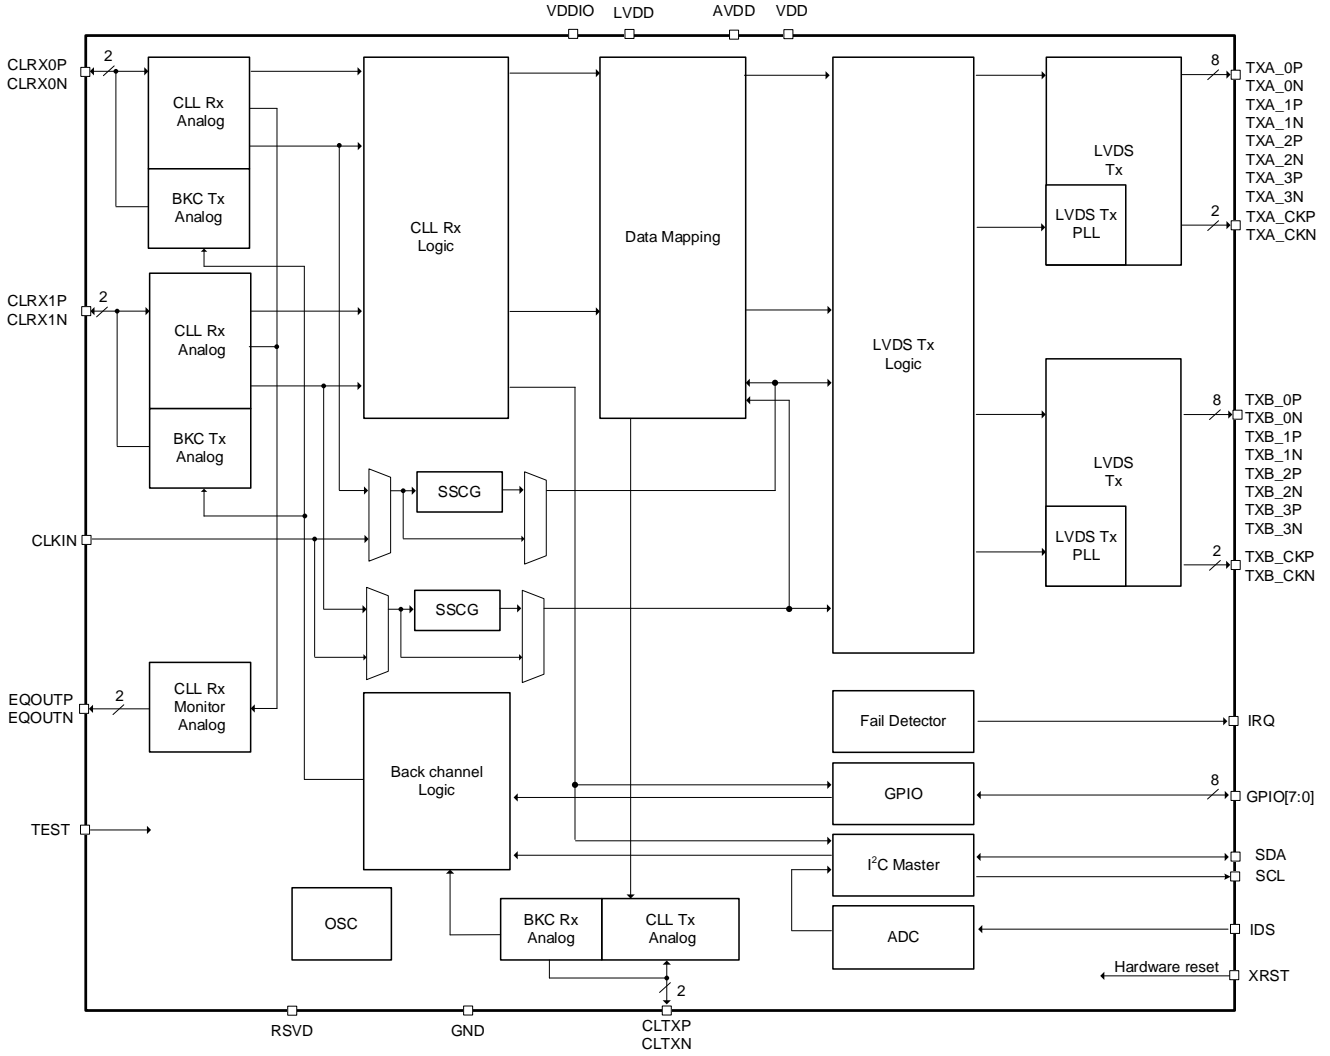 VDDIO LVDD AVDD VDD
CLRX0P
CLRX0N
2
CLL Rx
Analog
BKC Tx
Analog
CLRX1P
CLRX1N
2
CLL Rx
Analog
BKC Tx
Analog
CLKIN
EQOUTP
EQOUTN
2
CLL Rx
Monitor
Analog
TEST
CLL Rx
Logic
Data Mapping
LVDS Tx
Logic
SSCG
SSCG
Back channel
Logic
OSC
BKC Rx
Analog
CLL Tx
Analog
2
LVDS
Tx
LVDS Tx
PLL
8
TXA_0P
TXA_0N
TXA_1P
TXA_1N
TXA_2P
TXA_2N
TXA_3P
TXA_3N
2
TXA_CKP
TXA_CKN
LVDS
Tx
LVDS Tx
PLL
8
TXB_0P
TXB_0N
TXB_1P
TXB_1N
TXB_2P
TXB_2N
TXB_3P
TXB_3N
2
TXB_CKP
TXB_CKN
Fail Detector
IRQ
GPIO
8
GPIO[7:0]
I²C Master
SDA
SCL
ADC
IDS
Hardware reset
XRST
RSVD
GND
CLTXP
CLTXN